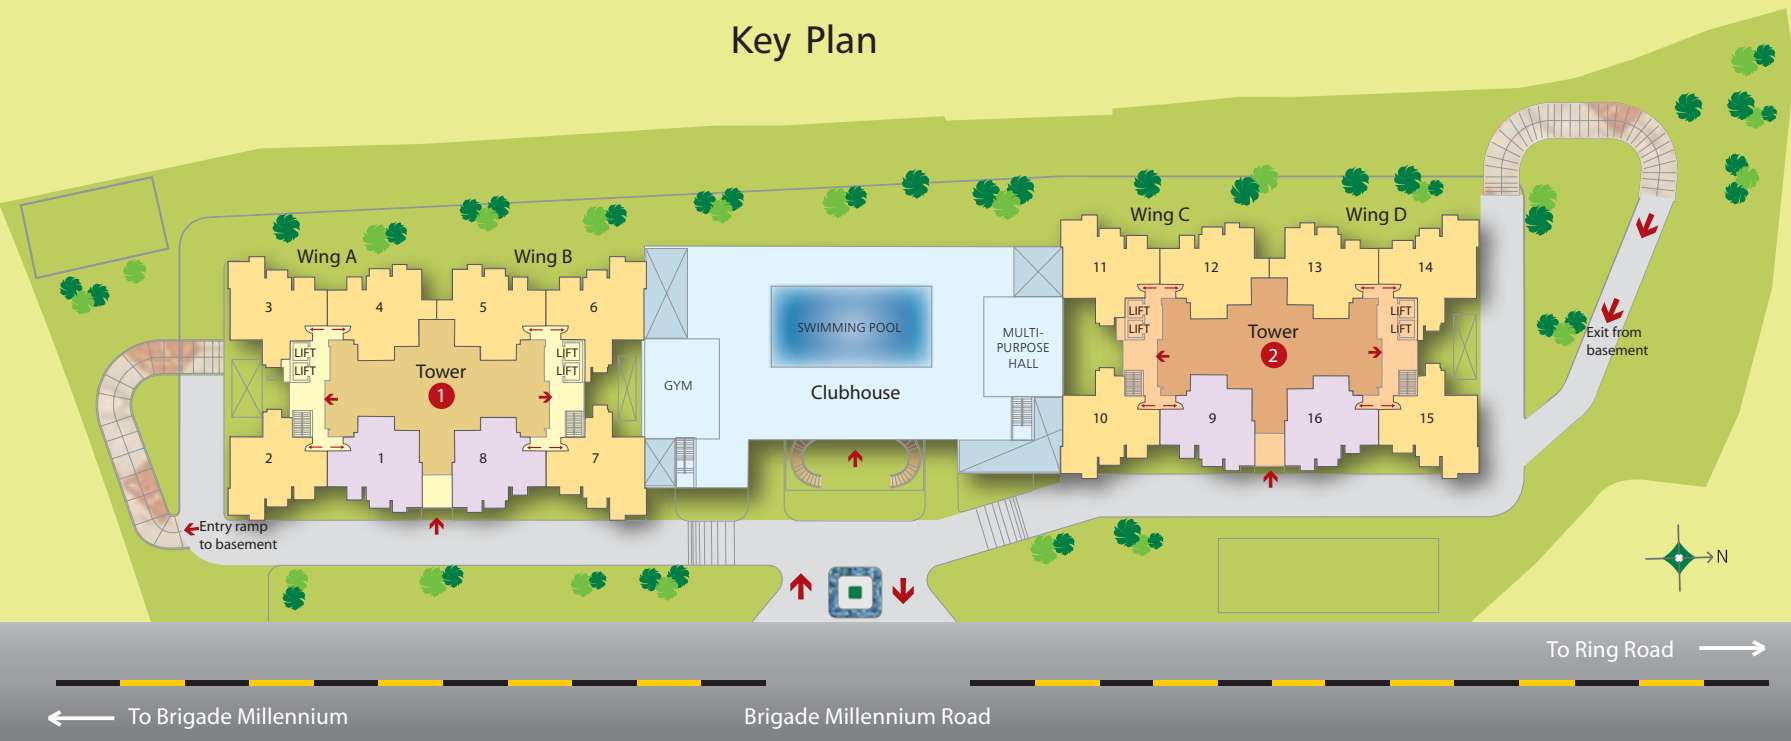 Key Plan
Wing A
Wing B
Wing C
Wing D
3
4
5
6
11
12
13
14
LIFT
LIFT
LIFT
LIFT
LIFT
LIFT
LIFT
LIFT
Tower
1
Tower
2
SWIMMING POOL
MULTI-
PURPOSE
HALL
GYM
Clubhouse
Exit from
basement
2
1
8
7
10
9
16
15
Entry ramp
to basement
N
To Ring Road
To Brigade Millennium
Brigade Millennium Road